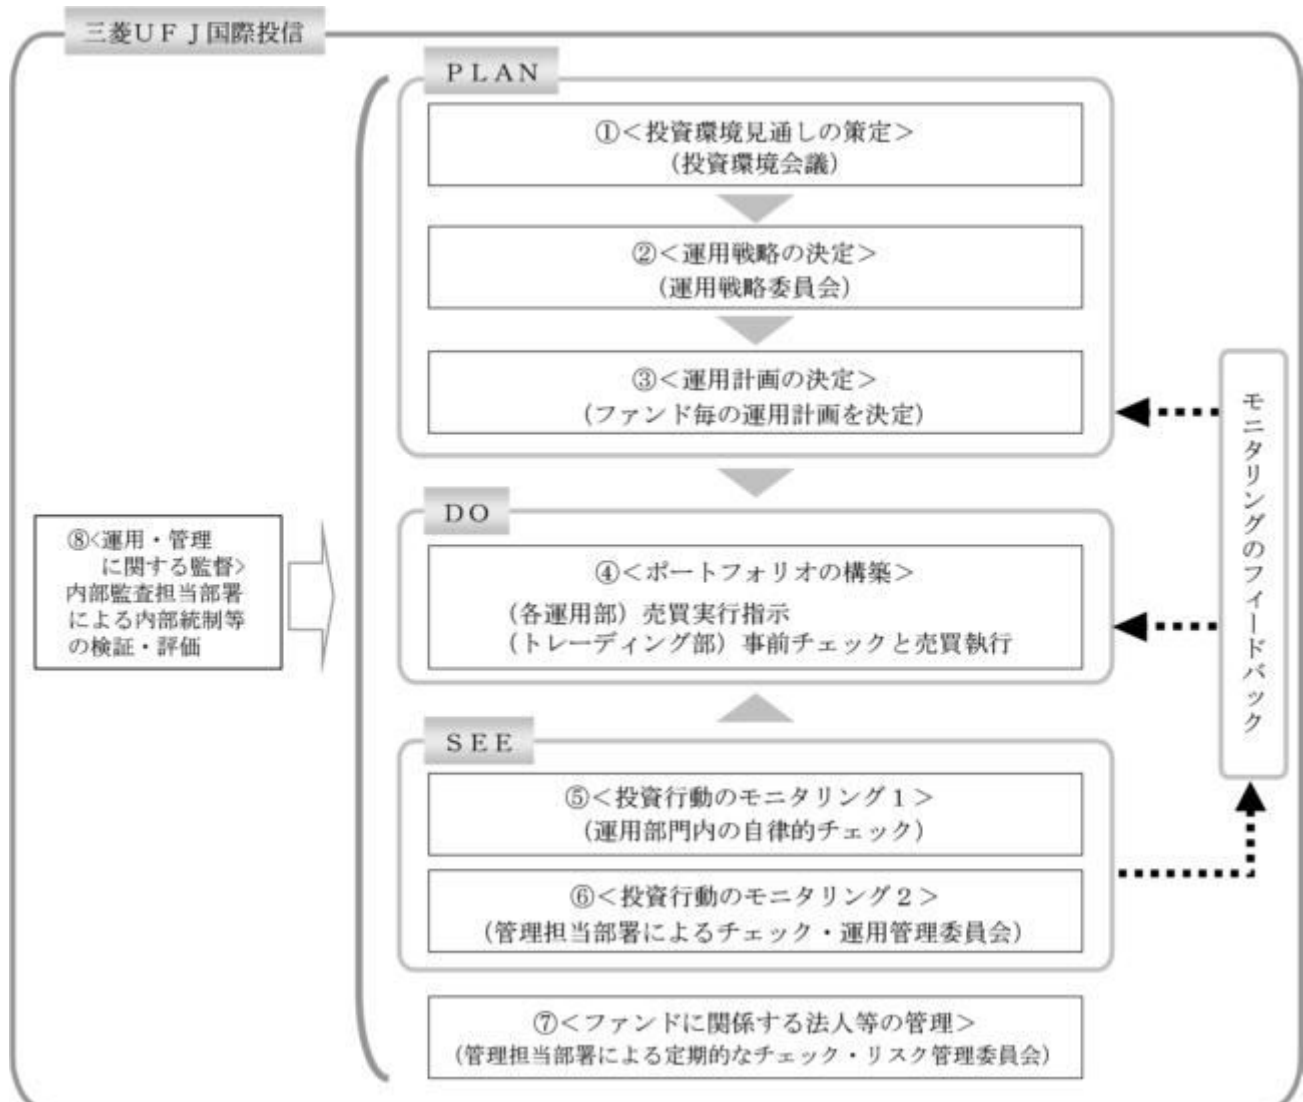 三菱ＵＦＪ国際投信
ＰＬＡＮ
①＜投資環境見通しの策定＞
（投資環境会議）
②＜運用戦略の決定＞
（運用戦略委員会）
③＜運用計画の決定＞
（ファンド毎の運用計画を決定）
ＤＯ
④＜ポートフォリオの構築＞
（各運用部）売買実行指示
（トレーディング部）事前チェックと売買執行
ＳＥＥ
⑤＜投資行動のモニタリング１＞
（運用部門内の自律的チェック）
⑥＜投資行動のモニタリング２＞
（管理担当部署によるチェック・運用管理委員会）
⑦＜ファンドに関係する法人等の管理＞
（管理担当部署による定期的なチェック・リスク管理委員会）
⑧<運用・管理
に関する監督>
内部監査担当部署
による内部統制等
の検証・評価
モニタリングのフィードバック